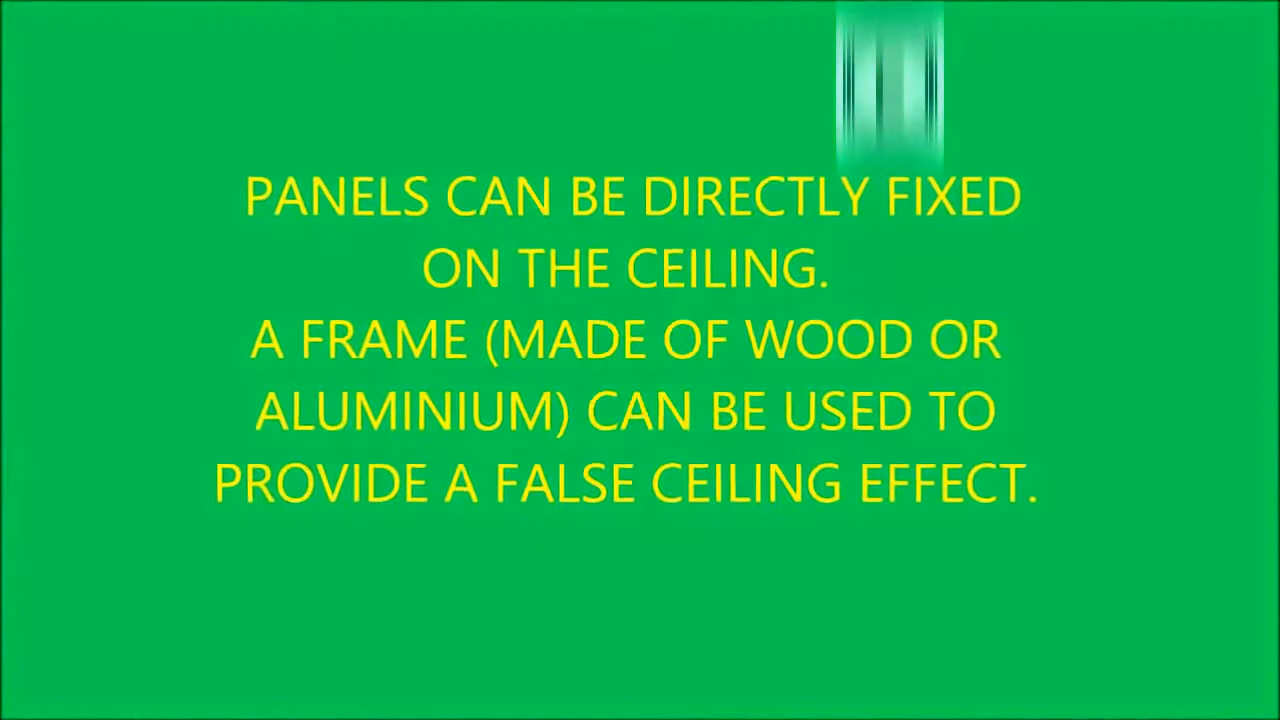 PANELS CAN BE DIRECTLY FIXED
ON THE CEILING.
A FRAME (MADE OF WOOD OR
ALUMINIUM) CAN BE USED TO
PROVIDE A FALSE CEILING EFFECT.